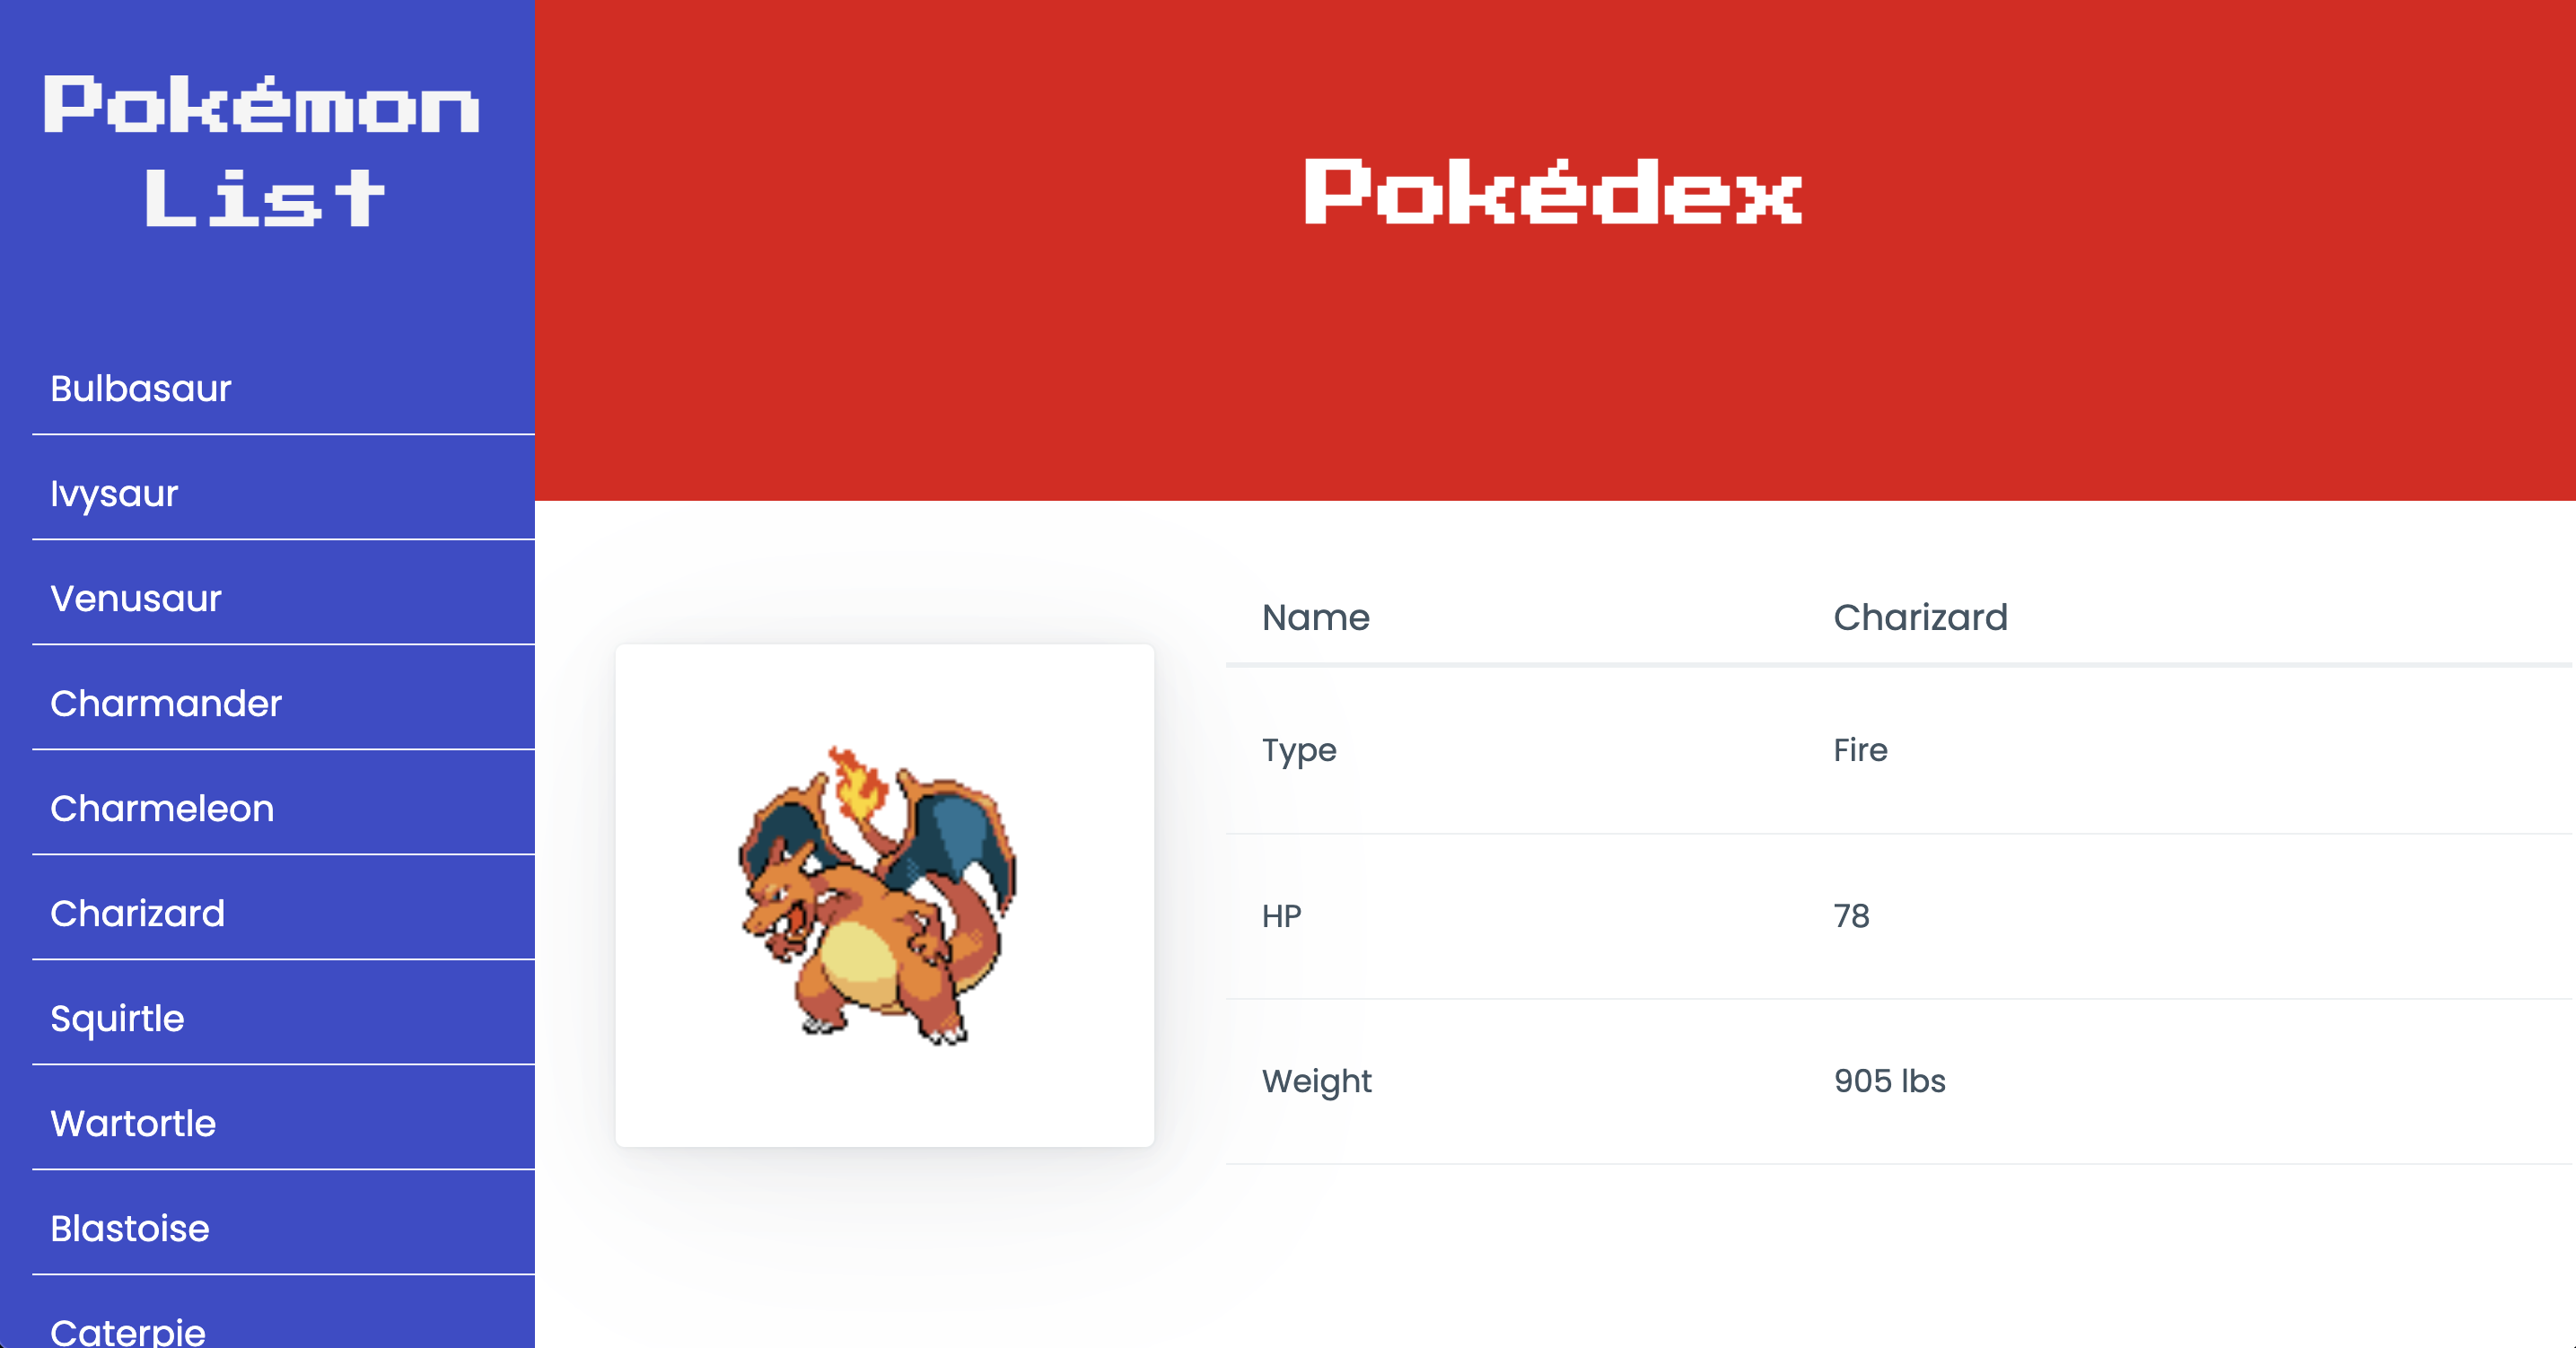 Pokémon
List
Bulbasaur
Ivysaur
Venusaur
Charmander
Charmeleon
Charizard
Squirtle
Wartortle
Blastoise
Caterpie
Pokédex
Name Charizard
Type Fire
HP 78
Weight 905 lbs